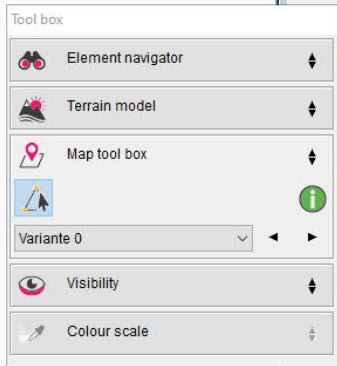 Tool box
Element navigator
Terrain model
Map tool box
Variante 0
Visibility
Colour scale